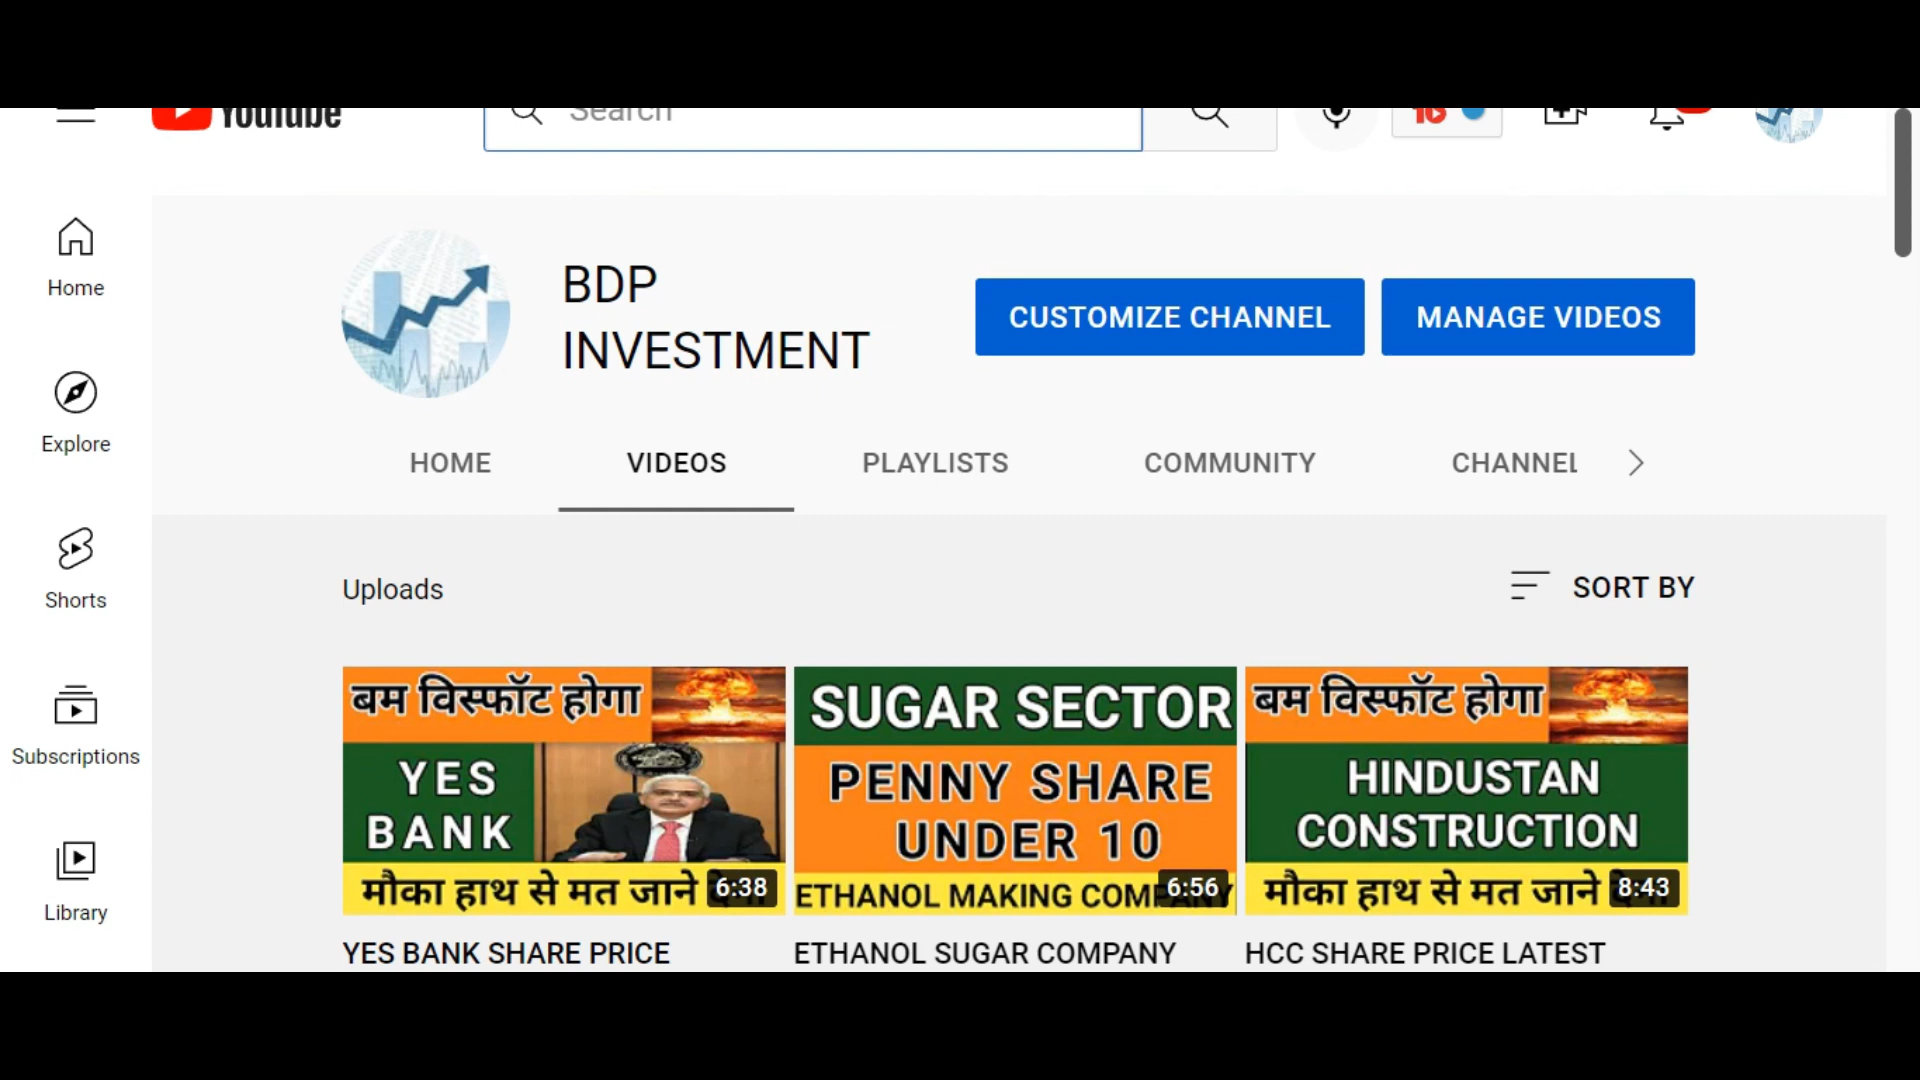 YouTube
Search
Home
Explore
Shorts
Subscriptions
Library
BDP
INVESTMENT
CUSTOMIZE CHANNEL
MANAGE VIDEOS
HOME
VIDEOS
PLAYLISTS
COMMUNITY
CHANNEL
Uploads
SORT BY
बम विस्फॉट होगा
YES
BANK
मौका हाथ से मत जाने
6:38
YES BANK SHARE PRICE
SUGAR SECTOR
PENNY SHARE
UNDER 10
ETHANOL MAKING COMPANY
6:56
ETHANOL SUGAR COMPANY
बम विस्फॉट होगा
HINDUSTAN
CONSTRUCTION
मौका हाथ से मत जाने
8:43
HCC SHARE PRICE LATEST